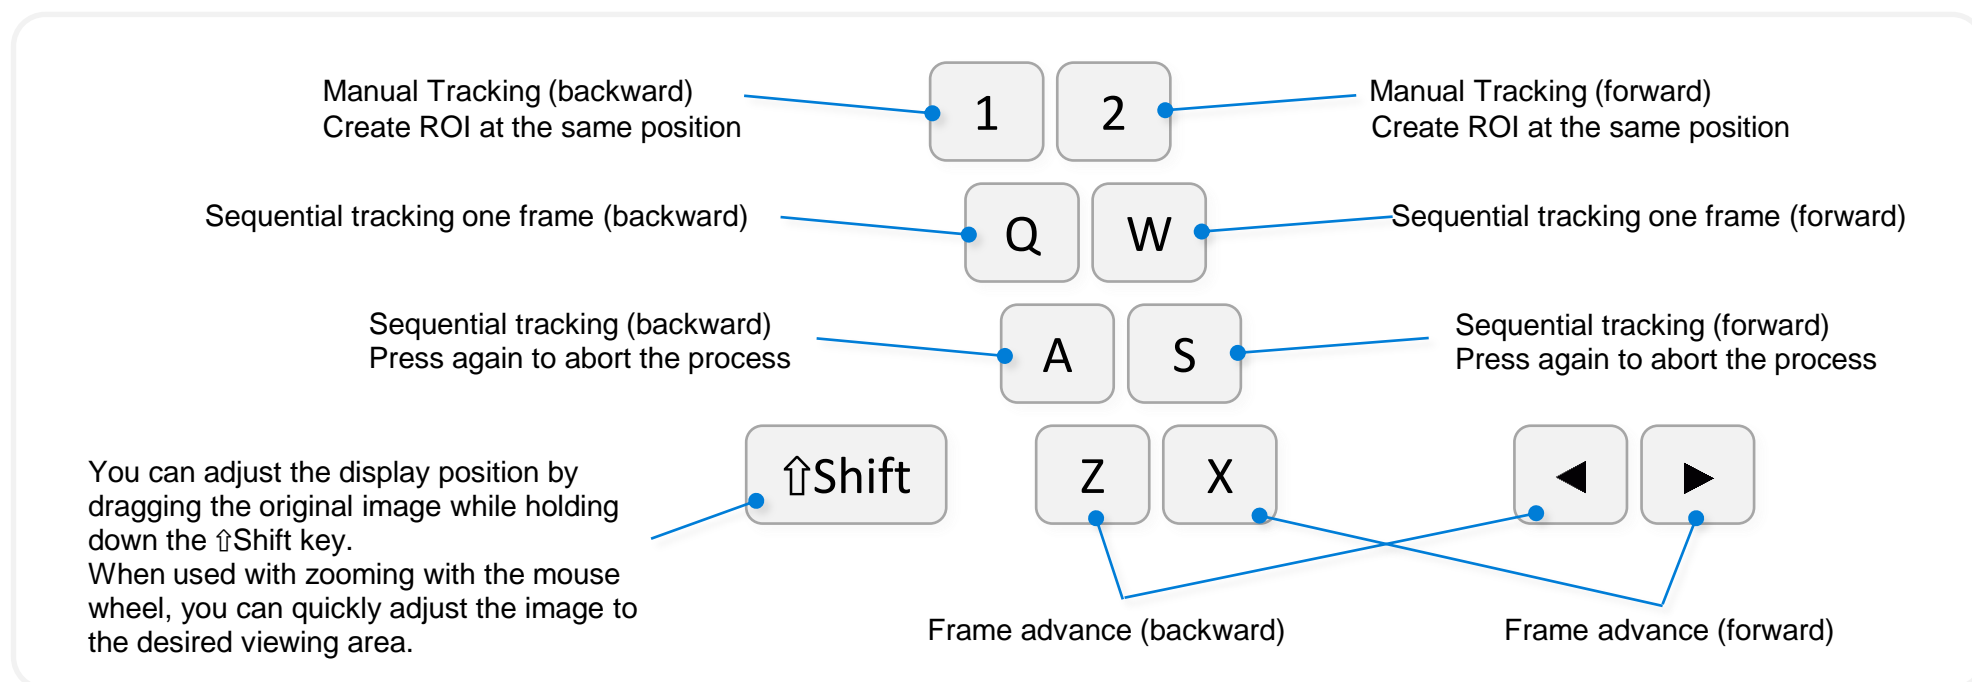 Manual Tracking (backward)
Create ROI at the same position
1
2
Manual Tracking (forward)
Create ROI at the same position
Sequential tracking one frame (backward)
Q
W
Sequential tracking one frame (forward)
Sequential tracking (backward)
Press again to abort the process
A
S
Sequential tracking (forward)
Press again to abort the process
You can adjust the display position by
dragging the original image while holding
down the ⇧Shift key.
When used with zooming with the mouse
wheel, you can quickly adjust the image to
the desired viewing area.
⇧Shift
Z
X
◀
▶
Frame advance (backward)
Frame advance (forward)